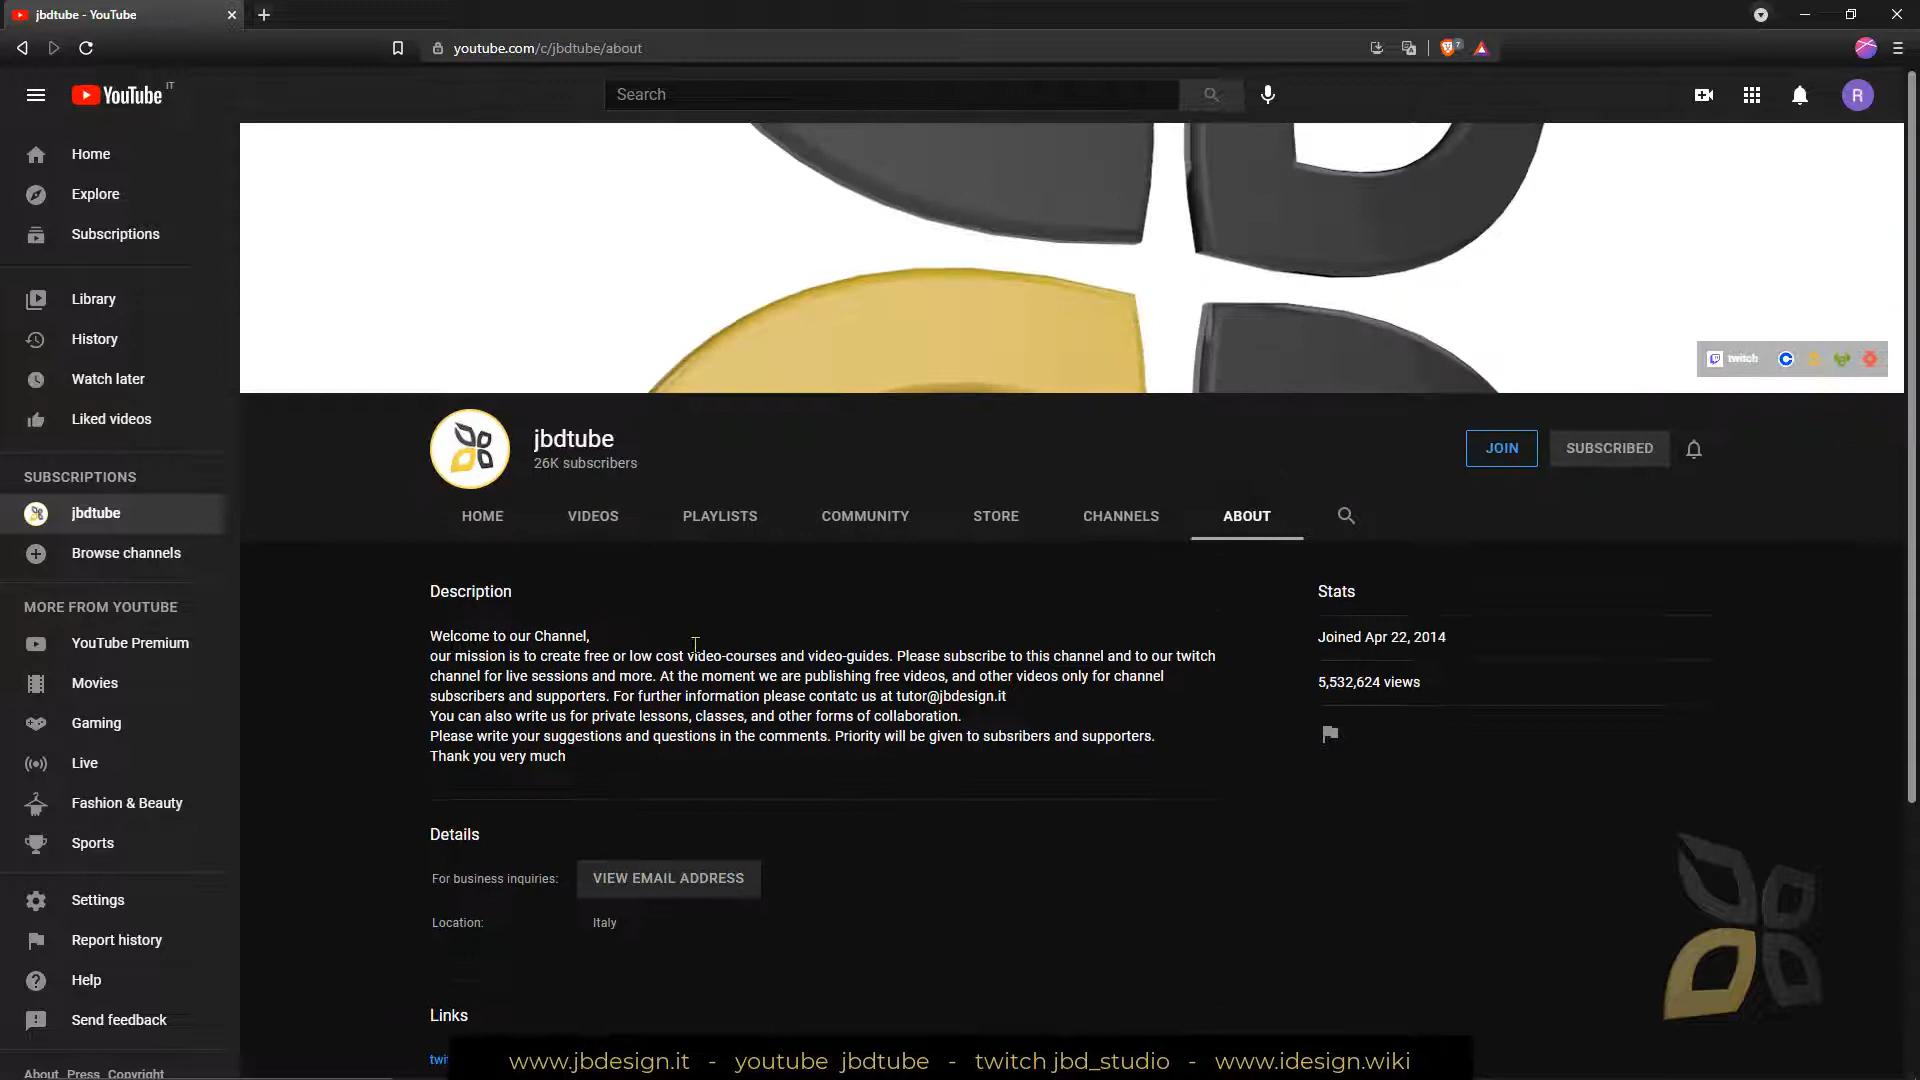 jbdtube - YouTube
youtube.com/c/jbdtube/about
7
YouTube IT
Search
R
Home
Explore
Subscriptions
Library
History
Watch later
Liked videos
SUBSCRIPTIONS
jbdtube
Browse channels
MORE FROM YOUTUBE
YouTube Premium
Movies
Gaming
Live
Fashion & Beauty
Sports
Settings
Report history
Help
Send feedback
About Press Copyright
twitch
jbdtube
26K subscribers
JOIN
SUBSCRIBED
HOME VIDEOS PLAYLISTS COMMUNITY STORE CHANNELS ABOUT
Description
Welcome to our Channel,
our mission is to create free or low cost video-courses and video-guides. Please subscribe to this channel and to our twitch
channel for live sessions and more. At the moment we are publishing free videos, and other videos only for channel
subscribers and supporters. For further information please contatc us at tutor@jbdesign.it
You can also write us for private lessons, classes, and other forms of collaboration.
Please write your suggestions and questions in the comments. Priority will be given to subsribers and supporters.
Thank you very much
Stats
Joined Apr 22, 2014
5,532,624 views
Details
For business inquiries: VIEW EMAIL ADDRESS
Location: Italy
Links
www.jbdesign.it - youtube jbdtube - twitch jbd_studio - www.idesign.wiki